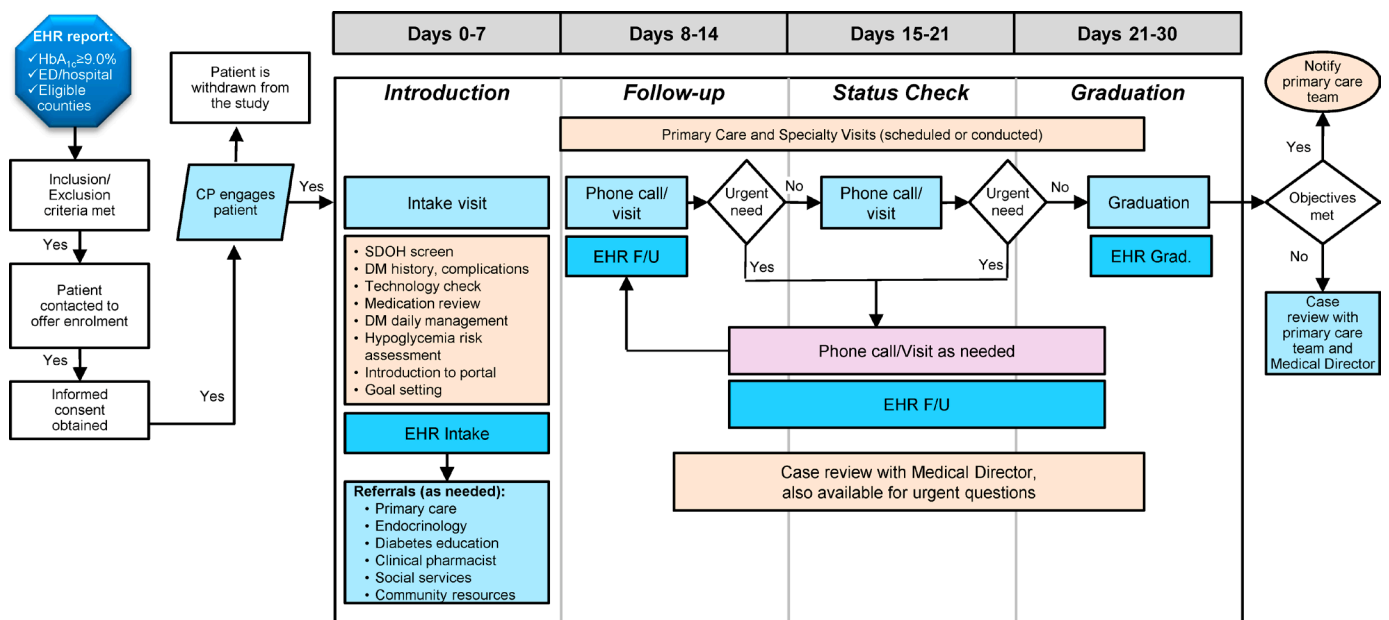 EHR report:
✓HbA1c≥9.0%
✓ED/hospital
✓Eligible
counties
Inclusion/
Exclusion
criteria met
Yes
Patient
contacted to
offer enrolment
Yes
Informed
consent
obtained
Yes
Patient is
withdrawn from
the study
CP engages
patient
Yes
Days 0-7
Days 8-14
Days 15-21
Days 21-30
Introduction
Follow-up
Status Check
Graduation
Primary Care and Specialty Visits (scheduled or conducted)
Intake visit
• SDOH screen
• DM history, complications
• Technology check
• Medication review
• DM daily management
• Hypoglycemia risk
assessment
• Introduction to portal
• Goal setting
EHR Intake
Referrals (as needed):
• Primary care
• Endocrinology
• Diabetes education
• Clinical pharmacist
• Social services
• Community resources
Phone call/
visit
EHR F/U
Urgent
need
No
Yes
Phone call/
visit
Urgent
need
No
Yes
Graduation
EHR Grad.
Phone call/Visit as needed
EHR F/U
Case review with Medical Director,
also available for urgent questions
Notify
primary care
team
Yes
Objectives
met
No
Case
review with
primary care
team and
Medical Director